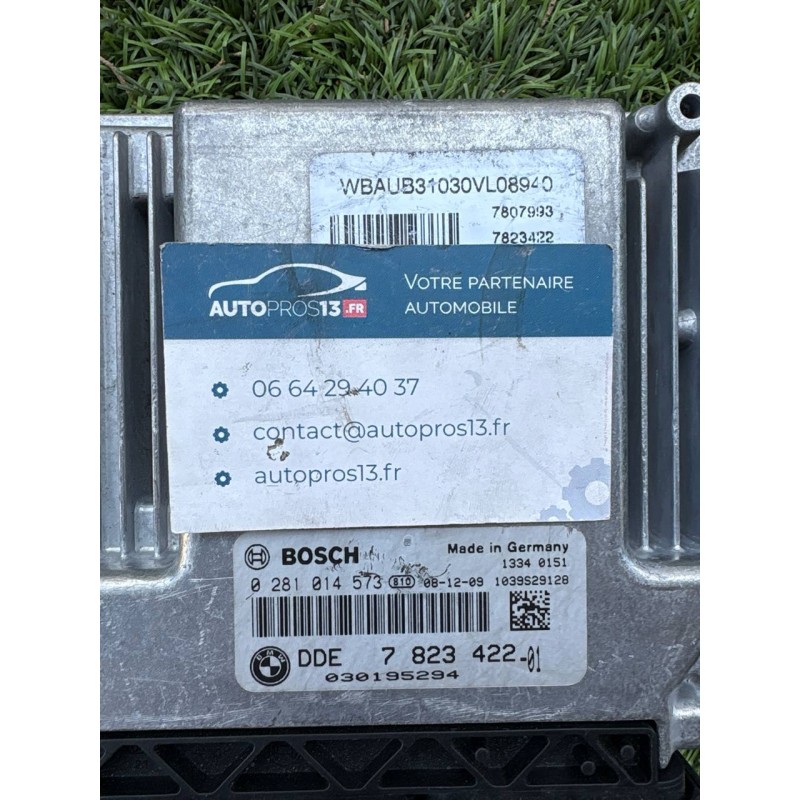 WBAUB31030VL08940
7807993
7823422
AUTOPROS13.FR
VOTRE PARTENAIRE
AUTOMOBILE
06 64 29 40 37
contact@autopros13.fr
autopros13.fr
BOSCH Made in Germany
1334 0151
0 281 014 573 B10 08-12-09 1039S29128
BMW DDE 7 823 422-01
030195294